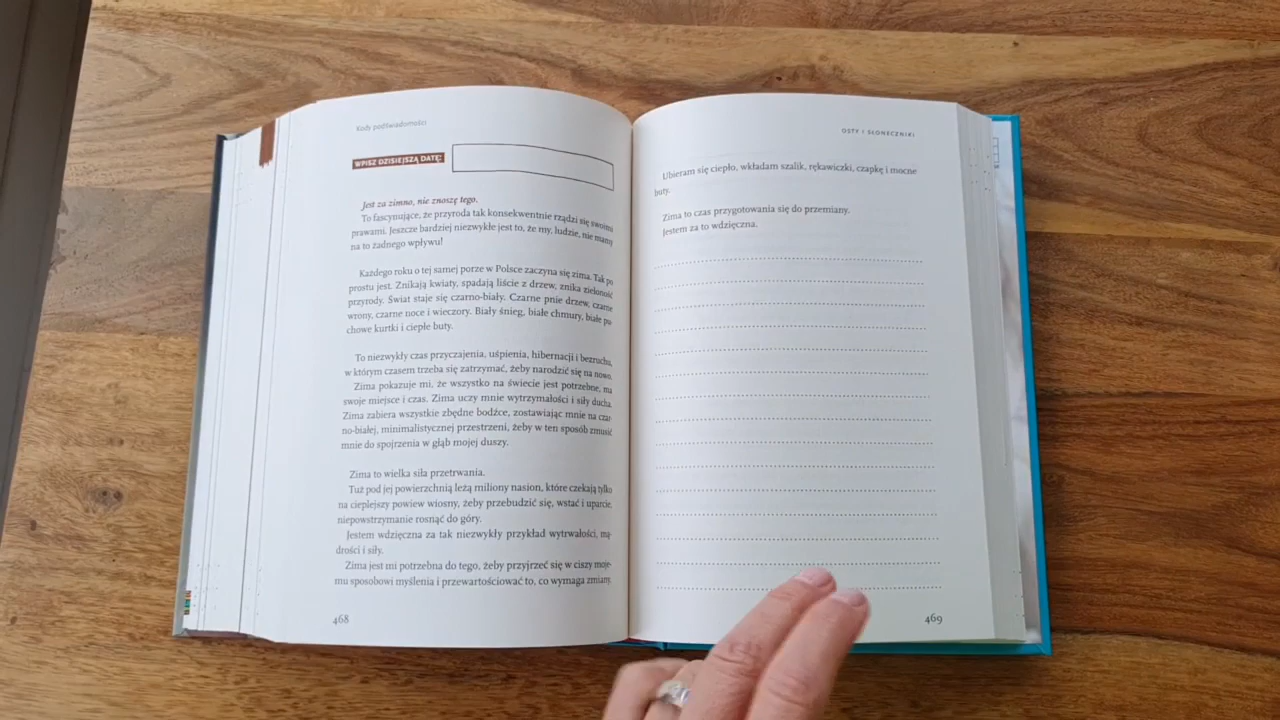 Kody podświadomości
WPISZ DZISIEJSZĄ DATĘ:
Jest za zimno, nie znoszę tego.
To fascynujące, że przyroda tak konsekwentnie rządzi się swoimi
prawami. Jeszcze bardziej niezwykłe jest to, że my, ludzie, nie mamy
na to żadnego wpływu!
Każdego roku o tej samej porze w Polsce zaczyna się zima. Tak po
prostu jest. Znikają kwiaty, spadają liście z drzew, znika zieloność
przyrody. Świat staje się czarno-biały. Czarne pnie drzew, czarne
wrony, czarne noce i wieczory. Biały śnieg, białe chmury, białe pu-
chowe kurtki i ciepłe buty.
To niezwykły czas przyczajenia, uśpienia, hibernacji i bezruchu,
w którym czasem trzeba się zatrzymać, żeby narodzić się na nowo.
Zima pokazuje mi, że wszystko na świecie jest potrzebne, ma
swoje miejsce i czas. Zima uczy mnie wytrzymałości i siły ducha.
Zima zabiera wszystkie zbędne bodźce, zostawiając mnie na czar-
no-białej, minimalistycznej przestrzeni, żeby w ten sposób zmusić
mnie do spojrzenia w głąb mojej duszy.
Zima to wielka siła przetrwania.
Tuż pod jej powierzchnią leżą miliony nasion, które czekają tylko
na cieplejszy powiew wiosny, żeby przebudzić się, wstać i uparcie,
niepowstrzymanie rosnąć do góry.
Jestem wdzięczna za tak niezwykły przykład wytrwałości, mą-
drości i siły.
Zima jest mi potrzebna do tego, żeby przyjrzeć się w ciszy moje-
mu sposobowi myślenia i przewartościować to, co wymaga zmiany.
468
OSTY I SŁONECZNIKI
Ubieram się ciepło, wkładam szalik, rękawiczki, czapkę i mocne
buty.
Zima to czas przygotowania się do przemiany.
Jestem za to wdzięczna.
469